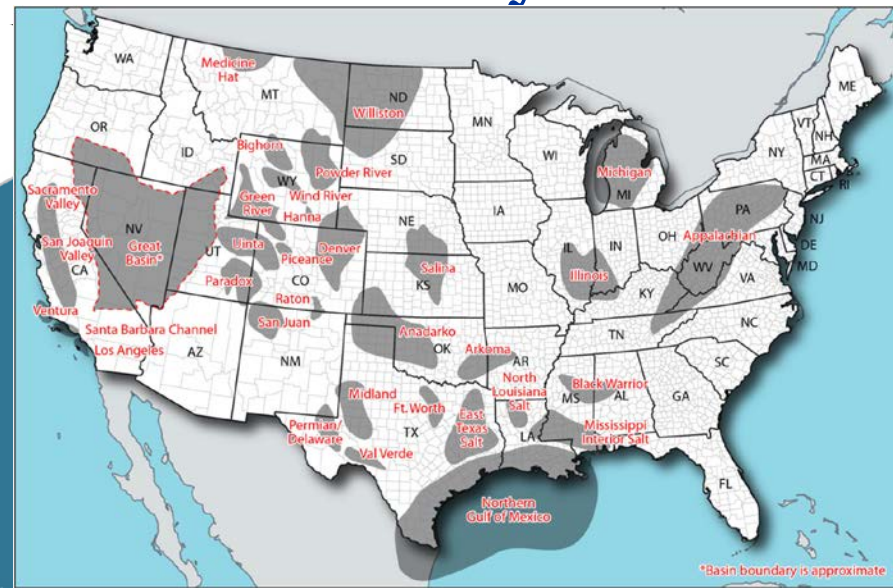 WA
Medicine
Hat
MT
ND
Williston
MN
ME
OR
ID
Bighorn
WY
Powder River
SD
WI
Michigan
MI
NY
VT
NH
MA
CT
RI
Sacramento
Valley
NV
Great
Basin*
Green
River
Wind River
Hanna
NE
IA
IL
IN
OH
PA
Appalachian
NJ
DE
MD
San Joaquin
Valley
CA
UT
Uinta
Piceance
Denver
Salina
KS
MO
Illinois
KY
WV
VA
Paradox
CO
Raton
Ventura
Santa Barbara Channel
Los Angeles
AZ
San Juan
NM
Anadarko
OK
Arkoma
AR
TN
NC
SC
Midland
Ft. Worth
North
Louisiana
Salt
Black Warrior
MS
AL
GA
Permian/
Delaware
TX
East
Texas
Salt
LA
Mississippi
Interior Salt
Val Verde
FL
Northern
Gulf of Mexico
*Basin boundary is approximate